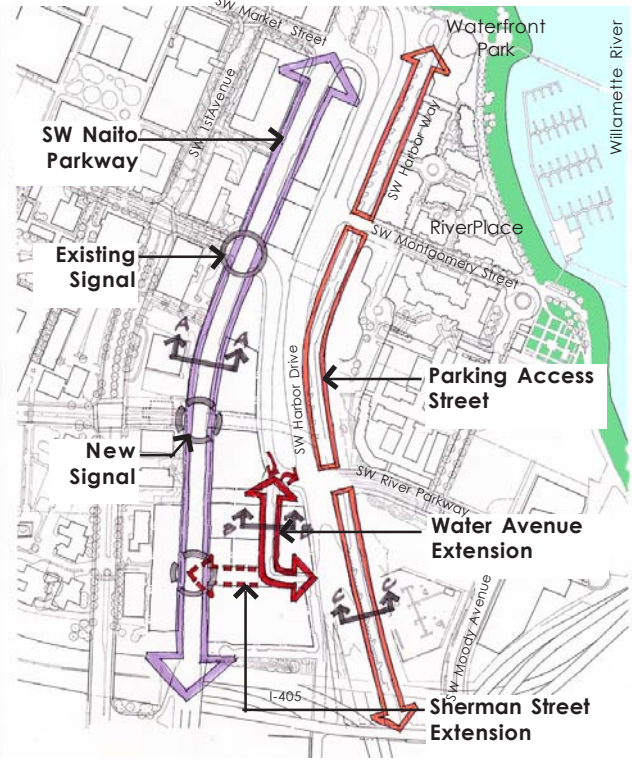 SW Market Street
Waterfront
Park
Willamette River
SW 1stAvenue
SW Naito
Parkway
SW Harbor Way
RiverPlace
SW Montgomery Street
Existing
Signal
A
A
SW Harbor Drive
Parking Access
Street
New
Signal
SW River Parkway
B
B
Water Avenue
Extension
C
C
SW Moody Avenue
I-405
Sherman Street
Extension